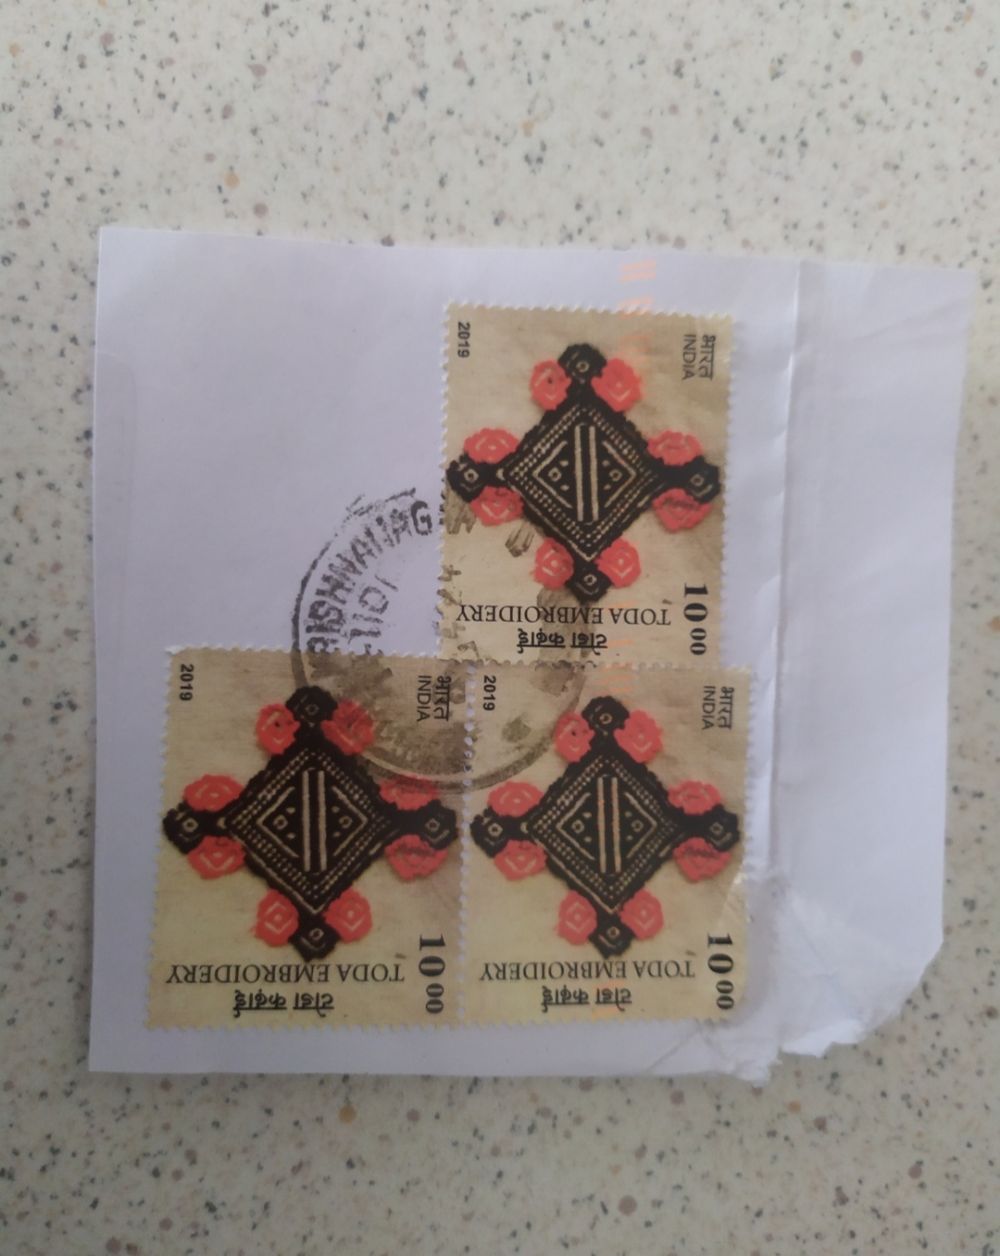 2019
भारत
INDIA
10 00
TODA EMBROIDERY
टोडा कढ़ाई
2019
भारत
INDIA
10 00
TODA EMBROIDERY
टोडा कढ़ाई
2019
भारत
INDIA
10 00
TODA EMBROIDERY
टोडा कढ़ाई